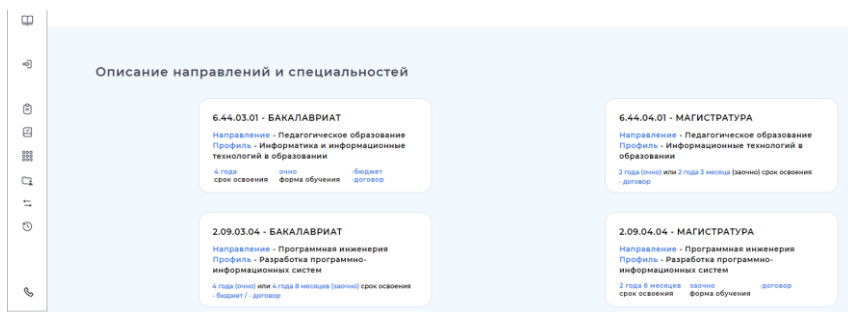 Описание направлений и специальностей
6.44.03.01 - БАКАЛАВРИАТ
Направление - Педагогическое образование
Профиль - Информатика и информационные
технологий в образовании
4 года очно -бюджет
срок освоения форма обучения -договор
6.44.04.01 - МАГИСТРАТУРА
Направление - Педагогическое образование
Профиль - Информационные технологий в
образовании
2 года (очно) или 2 года 3 месяца (заочно) срок освоения
- договор
2.09.03.04 - БАКАЛАВРИАТ
Направление - Программная инженерия
Профиль - Разработка программно-
информационных систем
4 года (очно) или 4 года 8 месяцев (заочно) срок освоения
- бюджет / - договор
2.09.04.04 - МАГИСТРАТУРА
Направление - Программная инженерия
Профиль - Разработка программно-
информационных систем
2 года 6 месяцев заочно -договор
срок освоения форма обучения